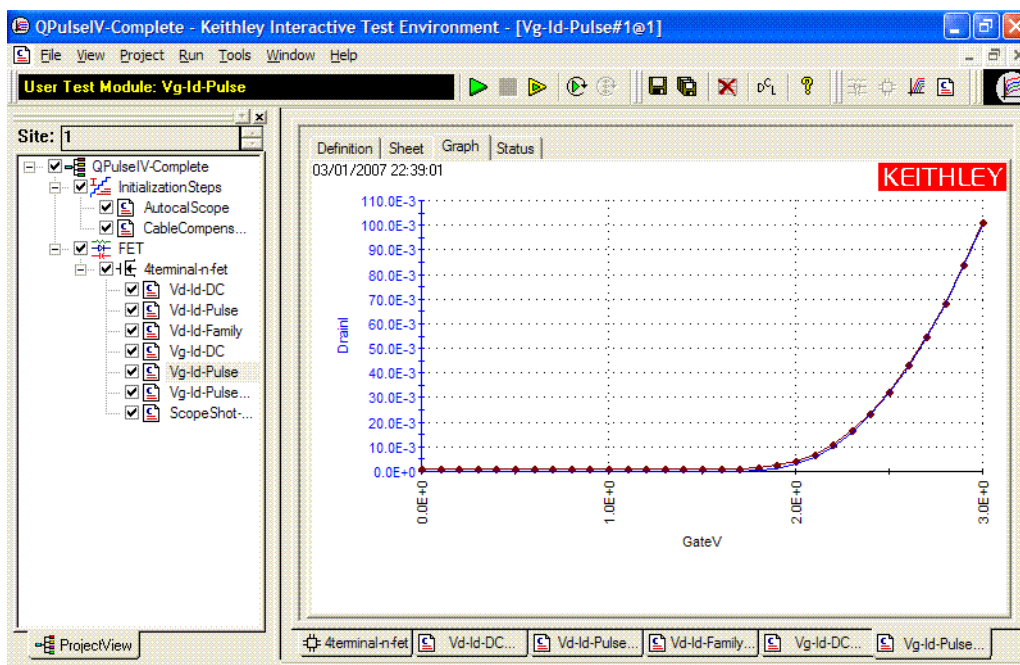 QPulseIV-Complete - Keithley Interactive Test Environment - [Vg-Id-Pulse#1@1]
File View Project Run Tools Window Help
User Test Module: Vg-Id-Pulse
Site: 1
QPulseIV-Complete
InitializationSteps
AutocalScope
CableCompens...
FET
4terminal-n-fet
Vd-Id-DC
Vd-Id-Pulse
Vd-Id-Family
Vg-Id-DC
Vg-Id-Pulse
Vg-Id-Pulse...
ScopeShot-...
ProjectView
Definition Sheet Graph Status
03/01/2007 22:39:01
KEITHLEY
110.0E-3
100.0E-3
90.0E-3
80.0E-3
70.0E-3
60.0E-3
50.0E-3
40.0E-3
30.0E-3
20.0E-3
10.0E-3
0.0E+0
DrainI
0.0E+0 1.0E+0 2.0E+0 3.0E+0
GateV
4terminal-n-fet Vd-Id-DC... Vd-Id-Pulse... Vd-Id-Family... Vg-Id-DC... Vg-Id-Pulse...